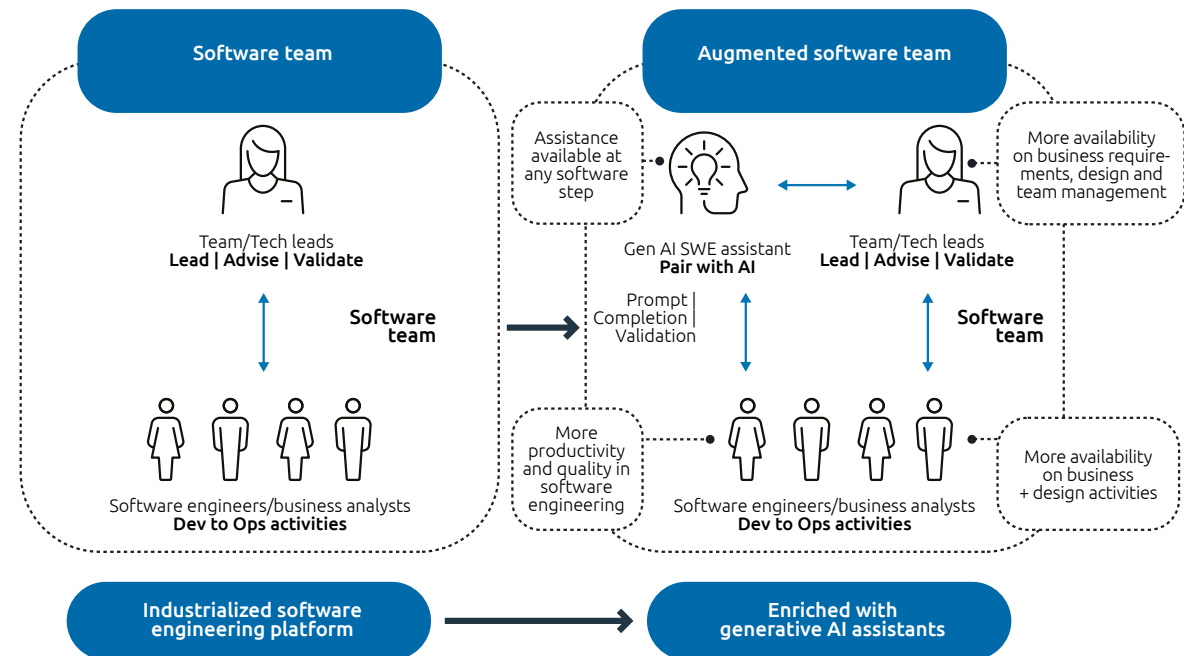 Software team
Team/Tech leads
Lead | Advise | Validate
Software
team
Software engineers/business analysts
Dev to Ops activities
Industrialized software
engineering platform
Augmented software team
Assistance
available at
any software
step
More availability
on business require-
ments, design and
team management
Gen AI SWE assistant
Pair with AI
Team/Tech leads
Lead | Advise | Validate
Prompt |
Completion |
Validation
Software
team
More
productivity
and quality in
software
engineering
More availability
on business
+ design activities
Software engineers/business analysts
Dev to Ops activities
Enriched with
generative AI assistants